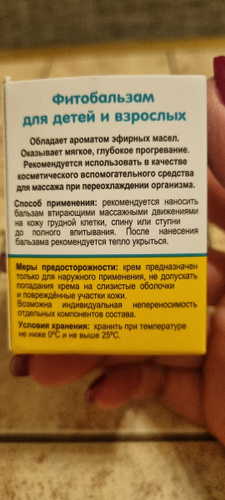 Фитобальзам
для детей и взрослых
Обладает ароматом эфирных масел.
Оказывает мягкое, глубокое прогревание.
Рекомендуется использовать в качестве
косметического вспомогательного средства
для массажа при переохлаждении организма.
Способ применения: рекомендуется наносить
бальзам втирающими массажными движениями
на кожу грудной клетки, спину или ступни
до полного впитывания. После нанесения
бальзама рекомендуется тепло укрыться.
Меры предосторожности: крем предназначен
только для наружного применения, не допускать
попадания крема на слизистые оболочки
и повреждённые участки кожи.
Возможна индивидуальная непереносимость
отдельных компонентов состава.
Условия хранения: хранить при температуре
не ниже 0°С и не выше 25°С.